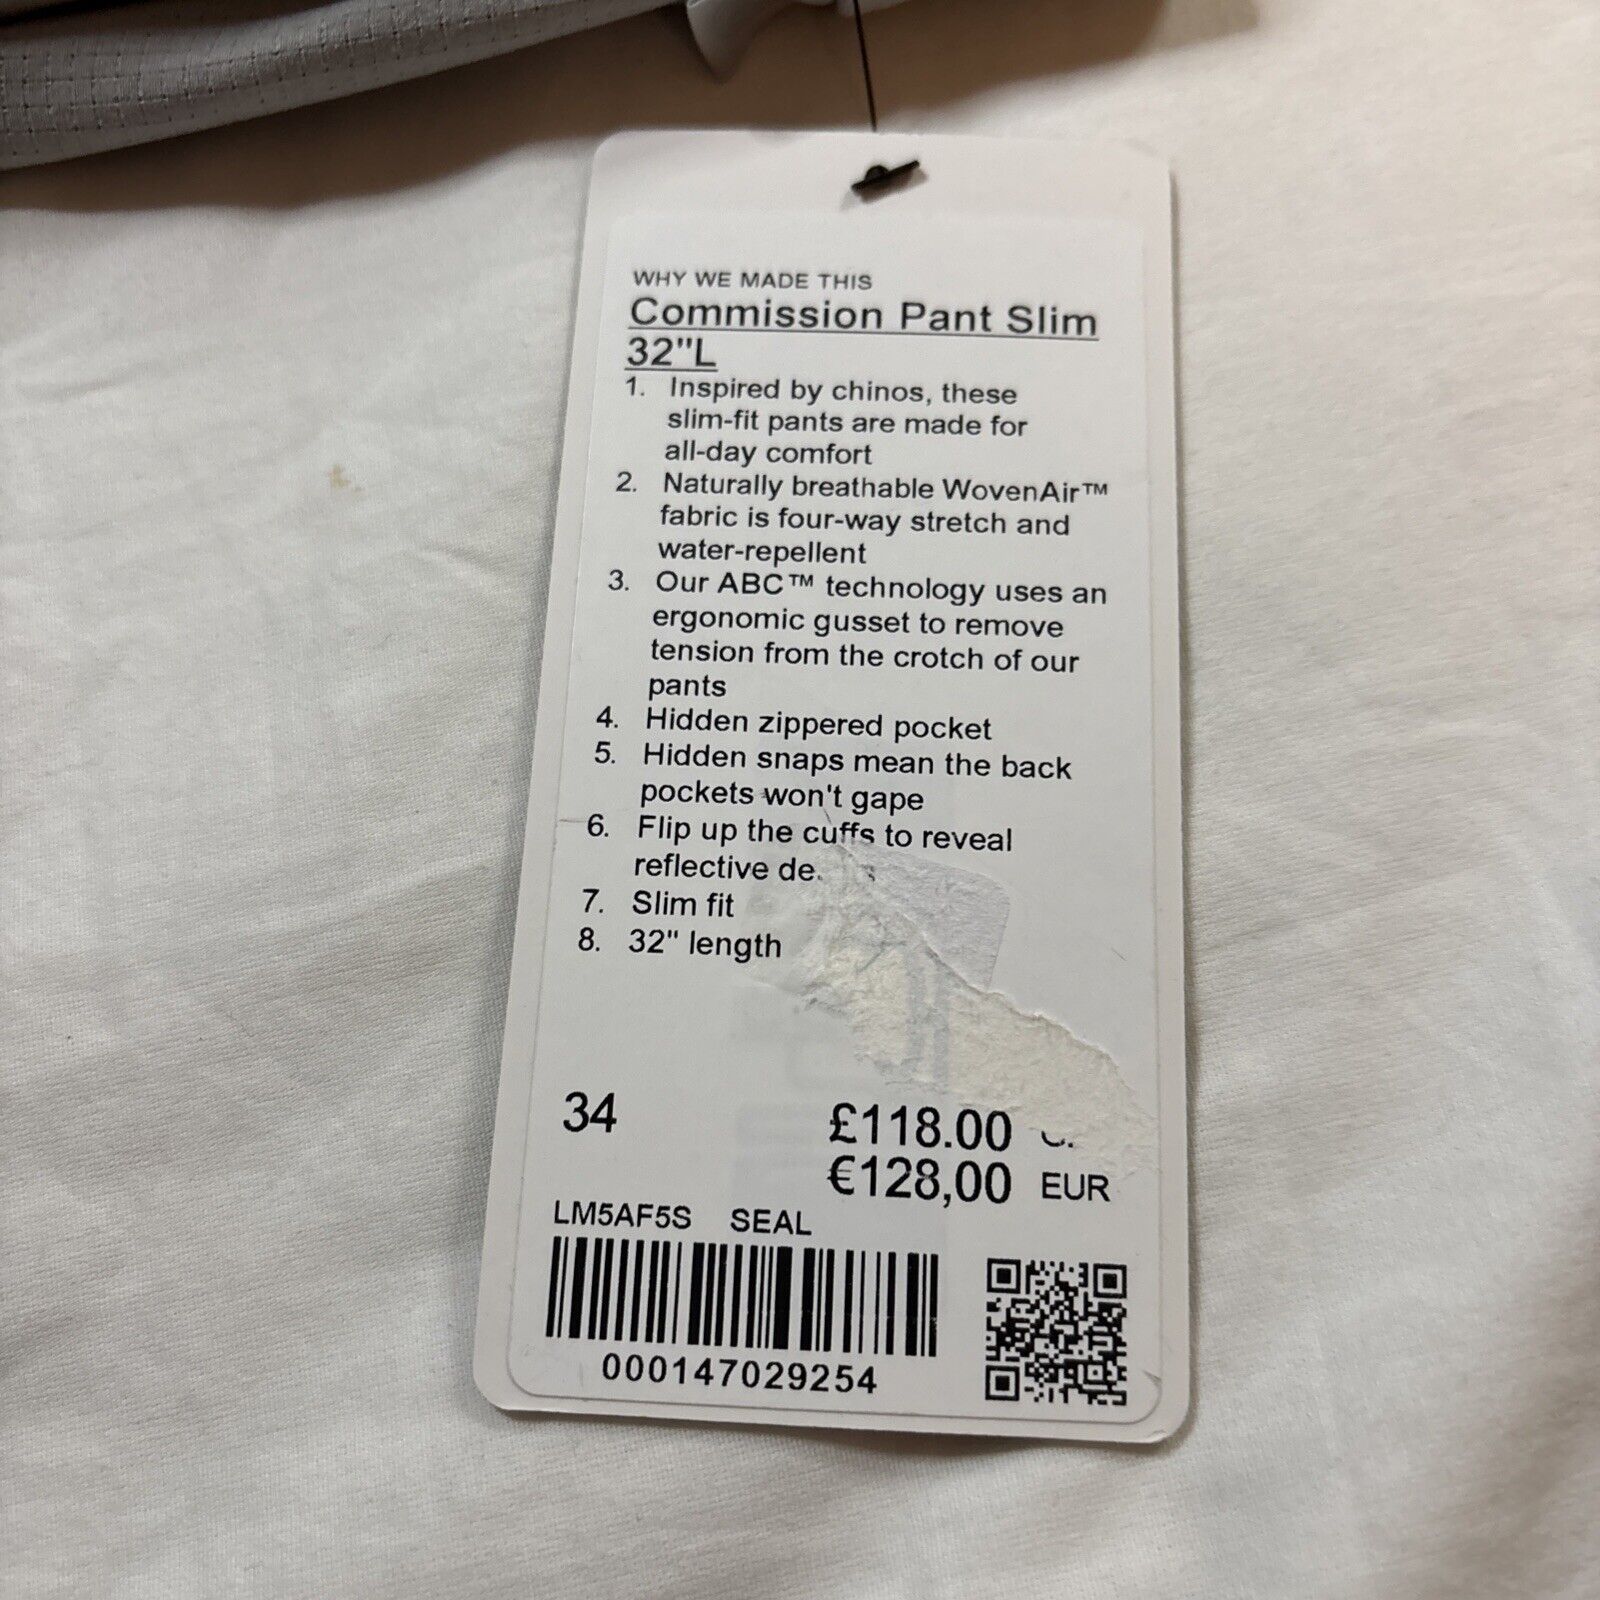 WHY WE MADE THIS
Commission Pant Slim
32"L
1. Inspired by chinos, these
slim-fit pants are made for
all-day comfort
2. Naturally breathable WovenAir™
fabric is four-way stretch and
water-repellent
3. Our ABC™ technology uses an
ergonomic gusset to remove
tension from the crotch of our
pants
4. Hidden zippered pocket
5. Hidden snaps mean the back
pockets won't gape
6. Flip up the cuffs to reveal
reflective
7. Slim fit
8. 32" length
34 £118.00
€128,00 EUR
LM5AF5S SEAL
000147029254